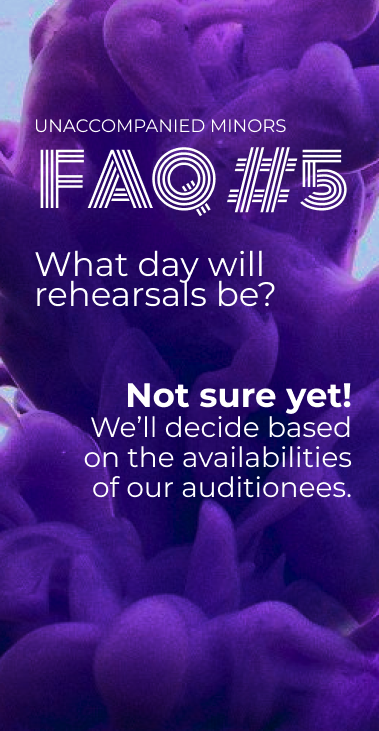 UNACCOMPANIED MINORS
FAQ #5
What day will
rehearsals be?
Not sure yet!
We'll decide based
on the availabilities
of our auditionees.